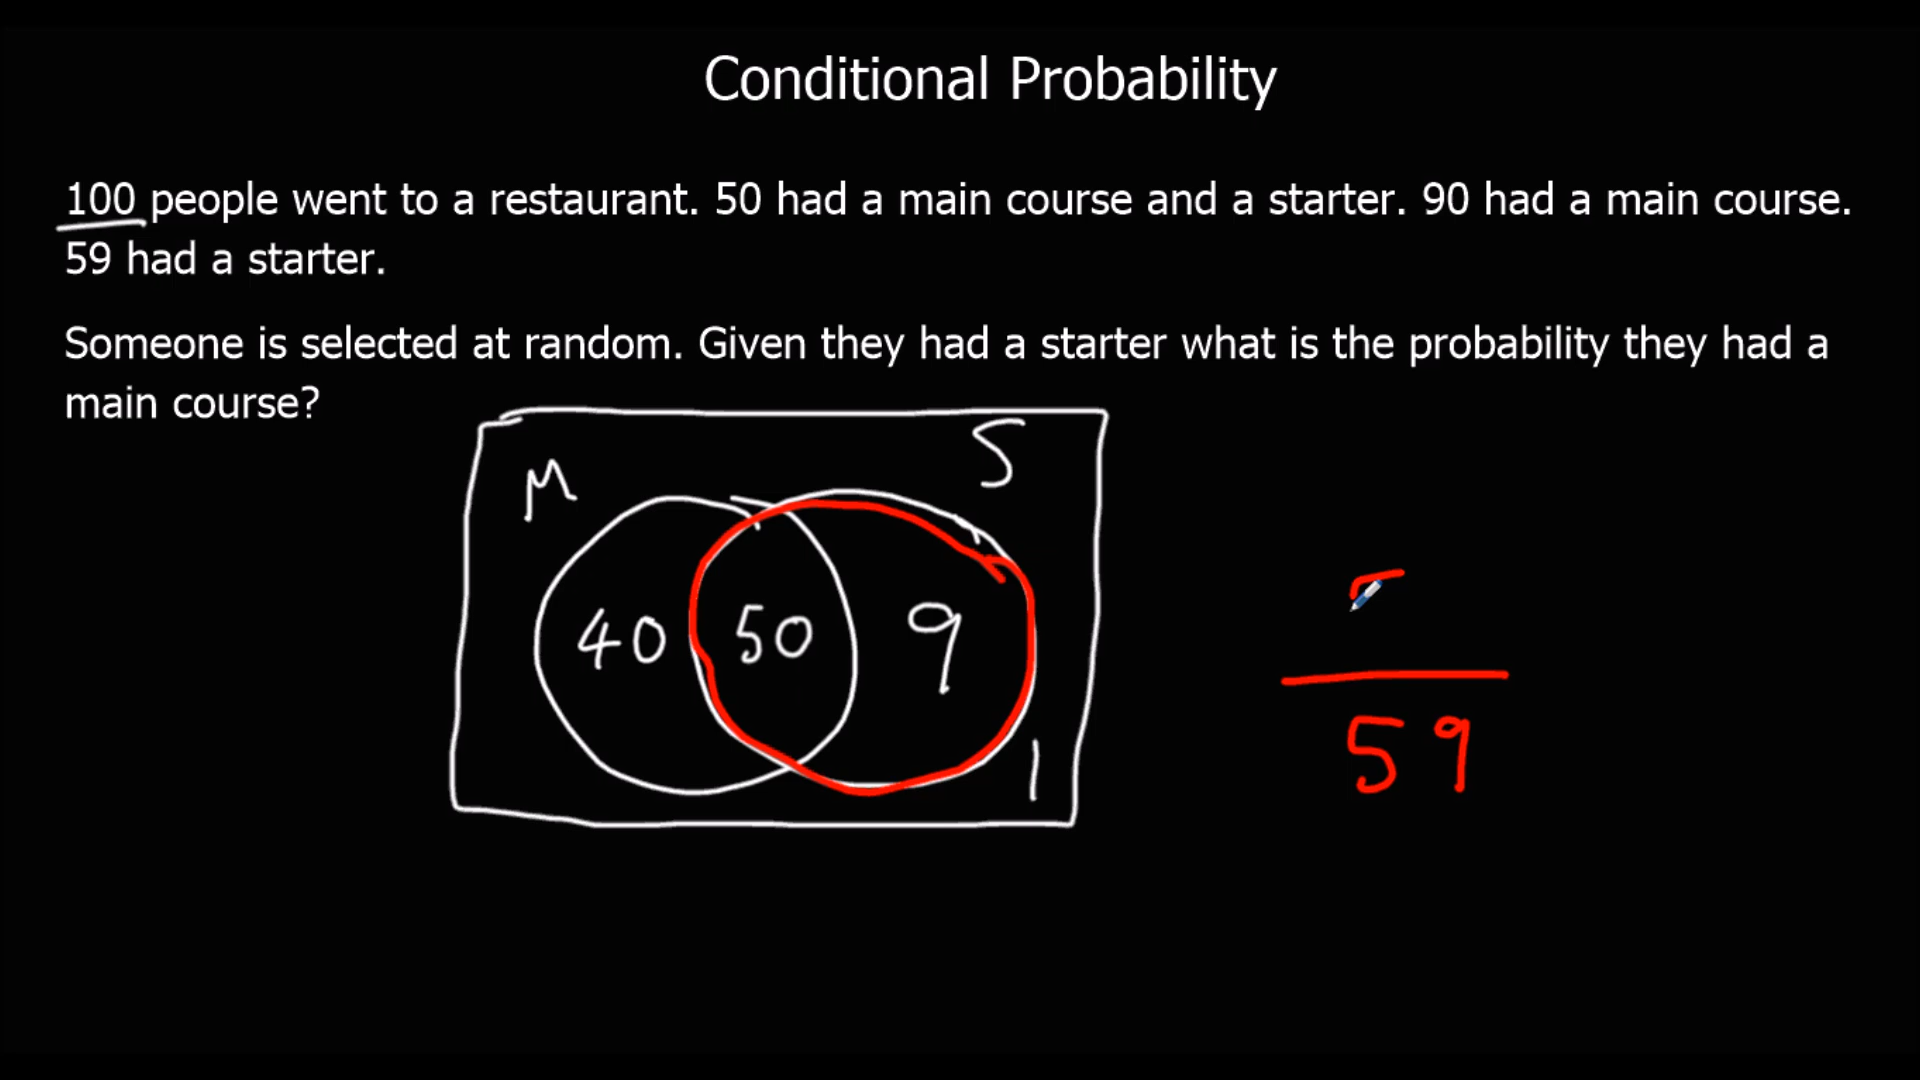 Conditional Probability
100 people went to a restaurant. 50 had a main course and a starter. 90 had a main course.
59 had a starter.
Someone is selected at random. Given they had a starter what is the probability they had a
main course?
M S
40 50 9
1
59